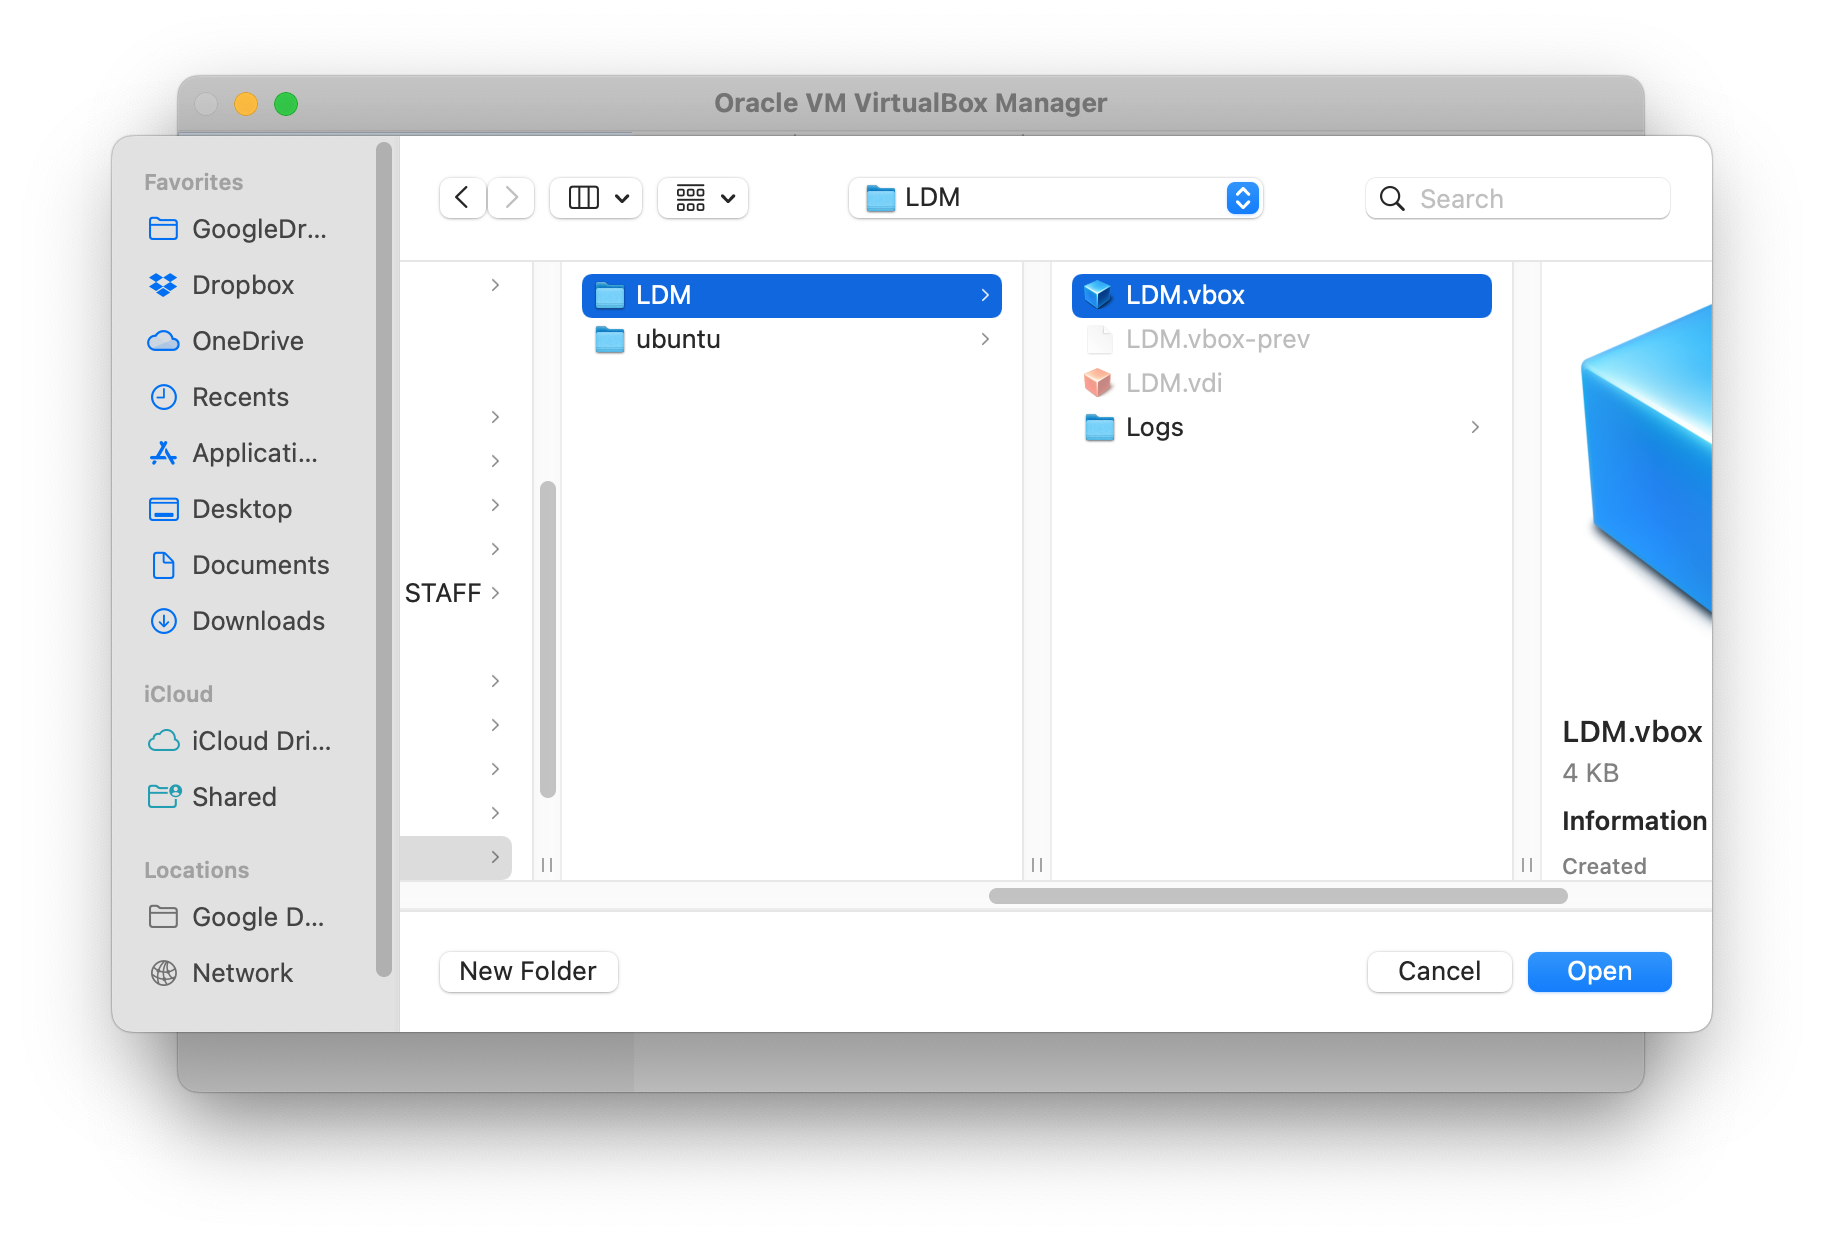 Oracle VM VirtualBox Manager
Favorites
GoogleDr...
Dropbox
OneDrive
Recents
Applicati...
Desktop
Documents
Downloads
iCloud
iCloud Dri...
Shared
Locations
Google D...
Network
LDM
Search
STAFF
LDM
ubuntu
LDM.vbox
LDM.vbox-prev
LDM.vdi
Logs
LDM.vbox
4 KB
Information
Created
New Folder
Cancel
Open